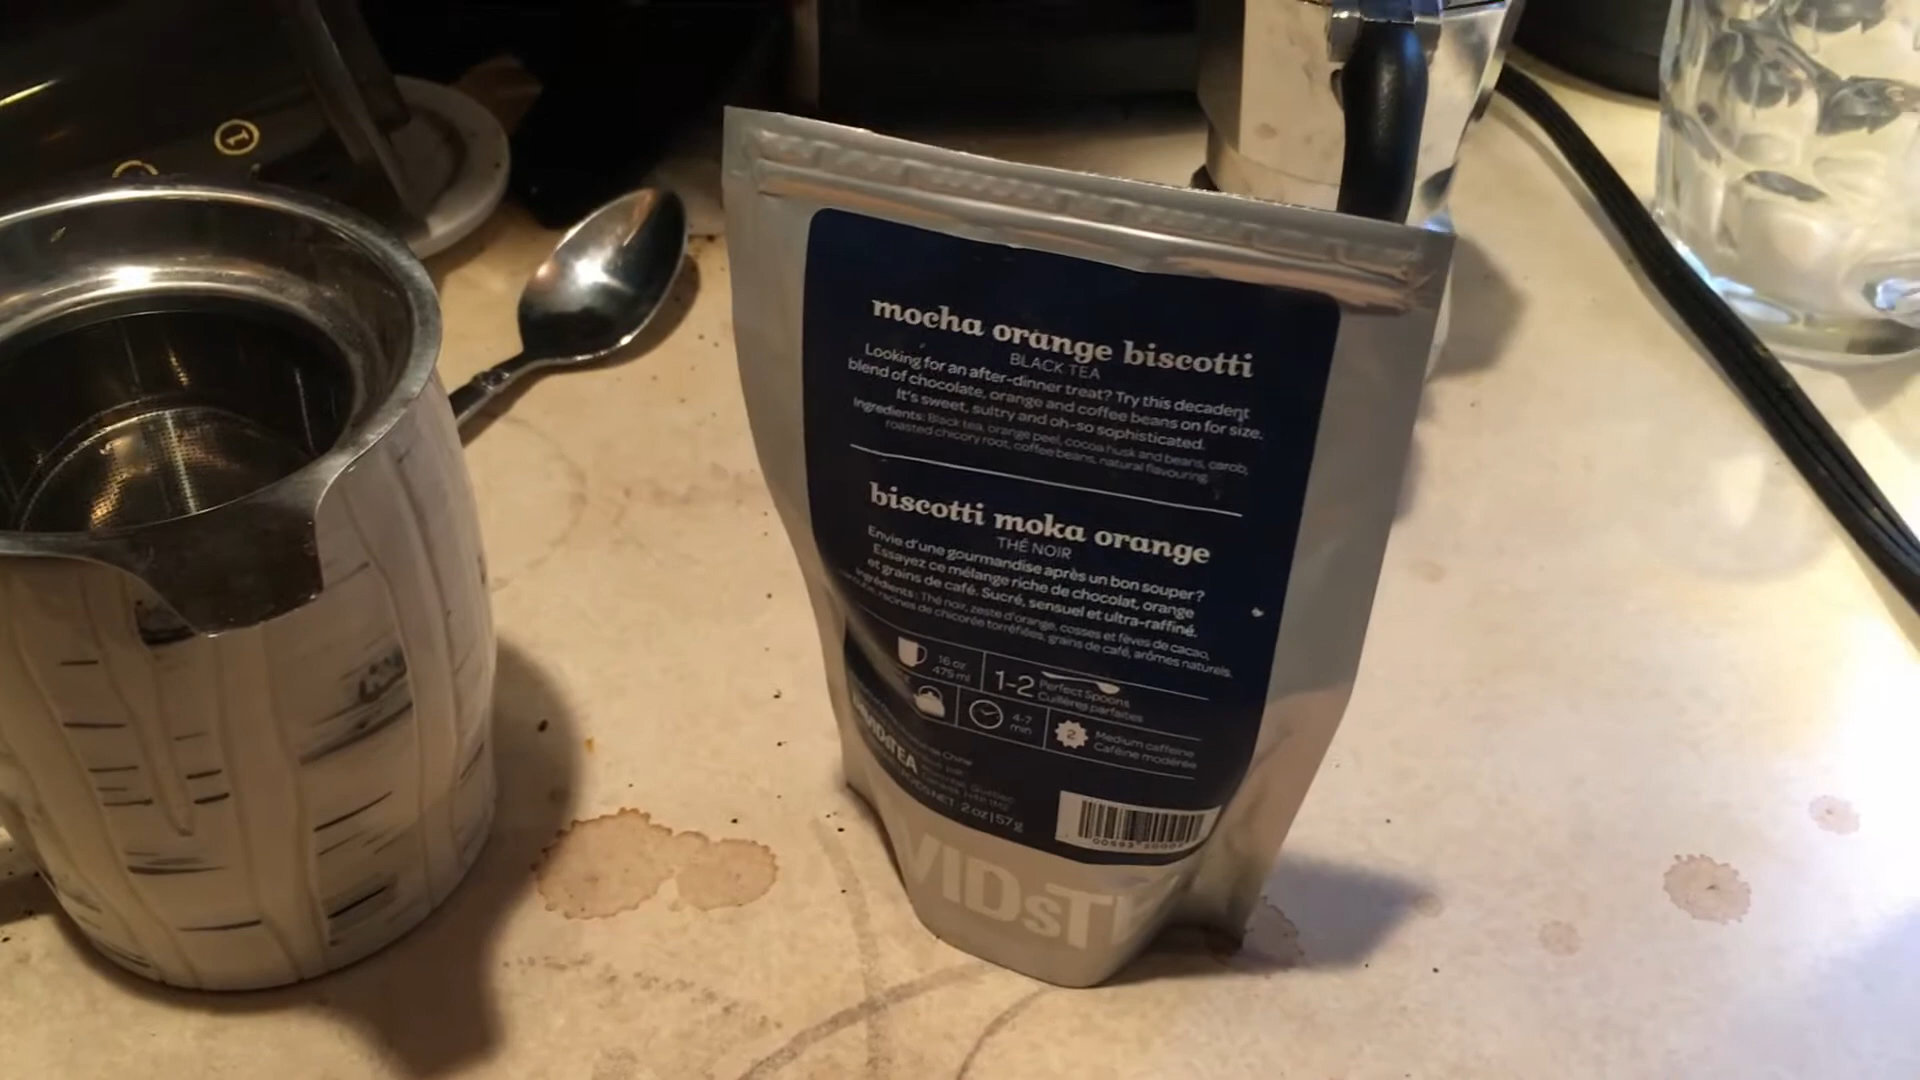 mocha orange biscotti
BLACK TEA
Looking for an after-dinner treat? Try this decadent
blend of chocolate, orange and coffee beans on for size.
It's sweet, sultry and oh-so sophisticated.
Ingredients: Black tea, orange peel, cocoa husk and beans, carob,
roasted chicory root, coffee beans, natural flavouring.
biscotti moka orange
THÉ NOIR
Envie d'une gourmandise après un bon souper?
Essayez ce mélange riche de chocolat, orange
et grains de café. Sucré, sensuel et ultra-raffiné.
Ingrédients: Thé noir, zeste d'orange, cosses et fèves de cacao,
racines de chicorée torréfiées, grains de café, arômes naturels.
16 oz
475 ml
1-2
Perfect Spoons
Cuillères parfaites
4-7
min
2
Medium caffeine
Caféine modérée
DAVIDsTEA
Québec
NET. 2 oz | 57 g
VIDsT
1